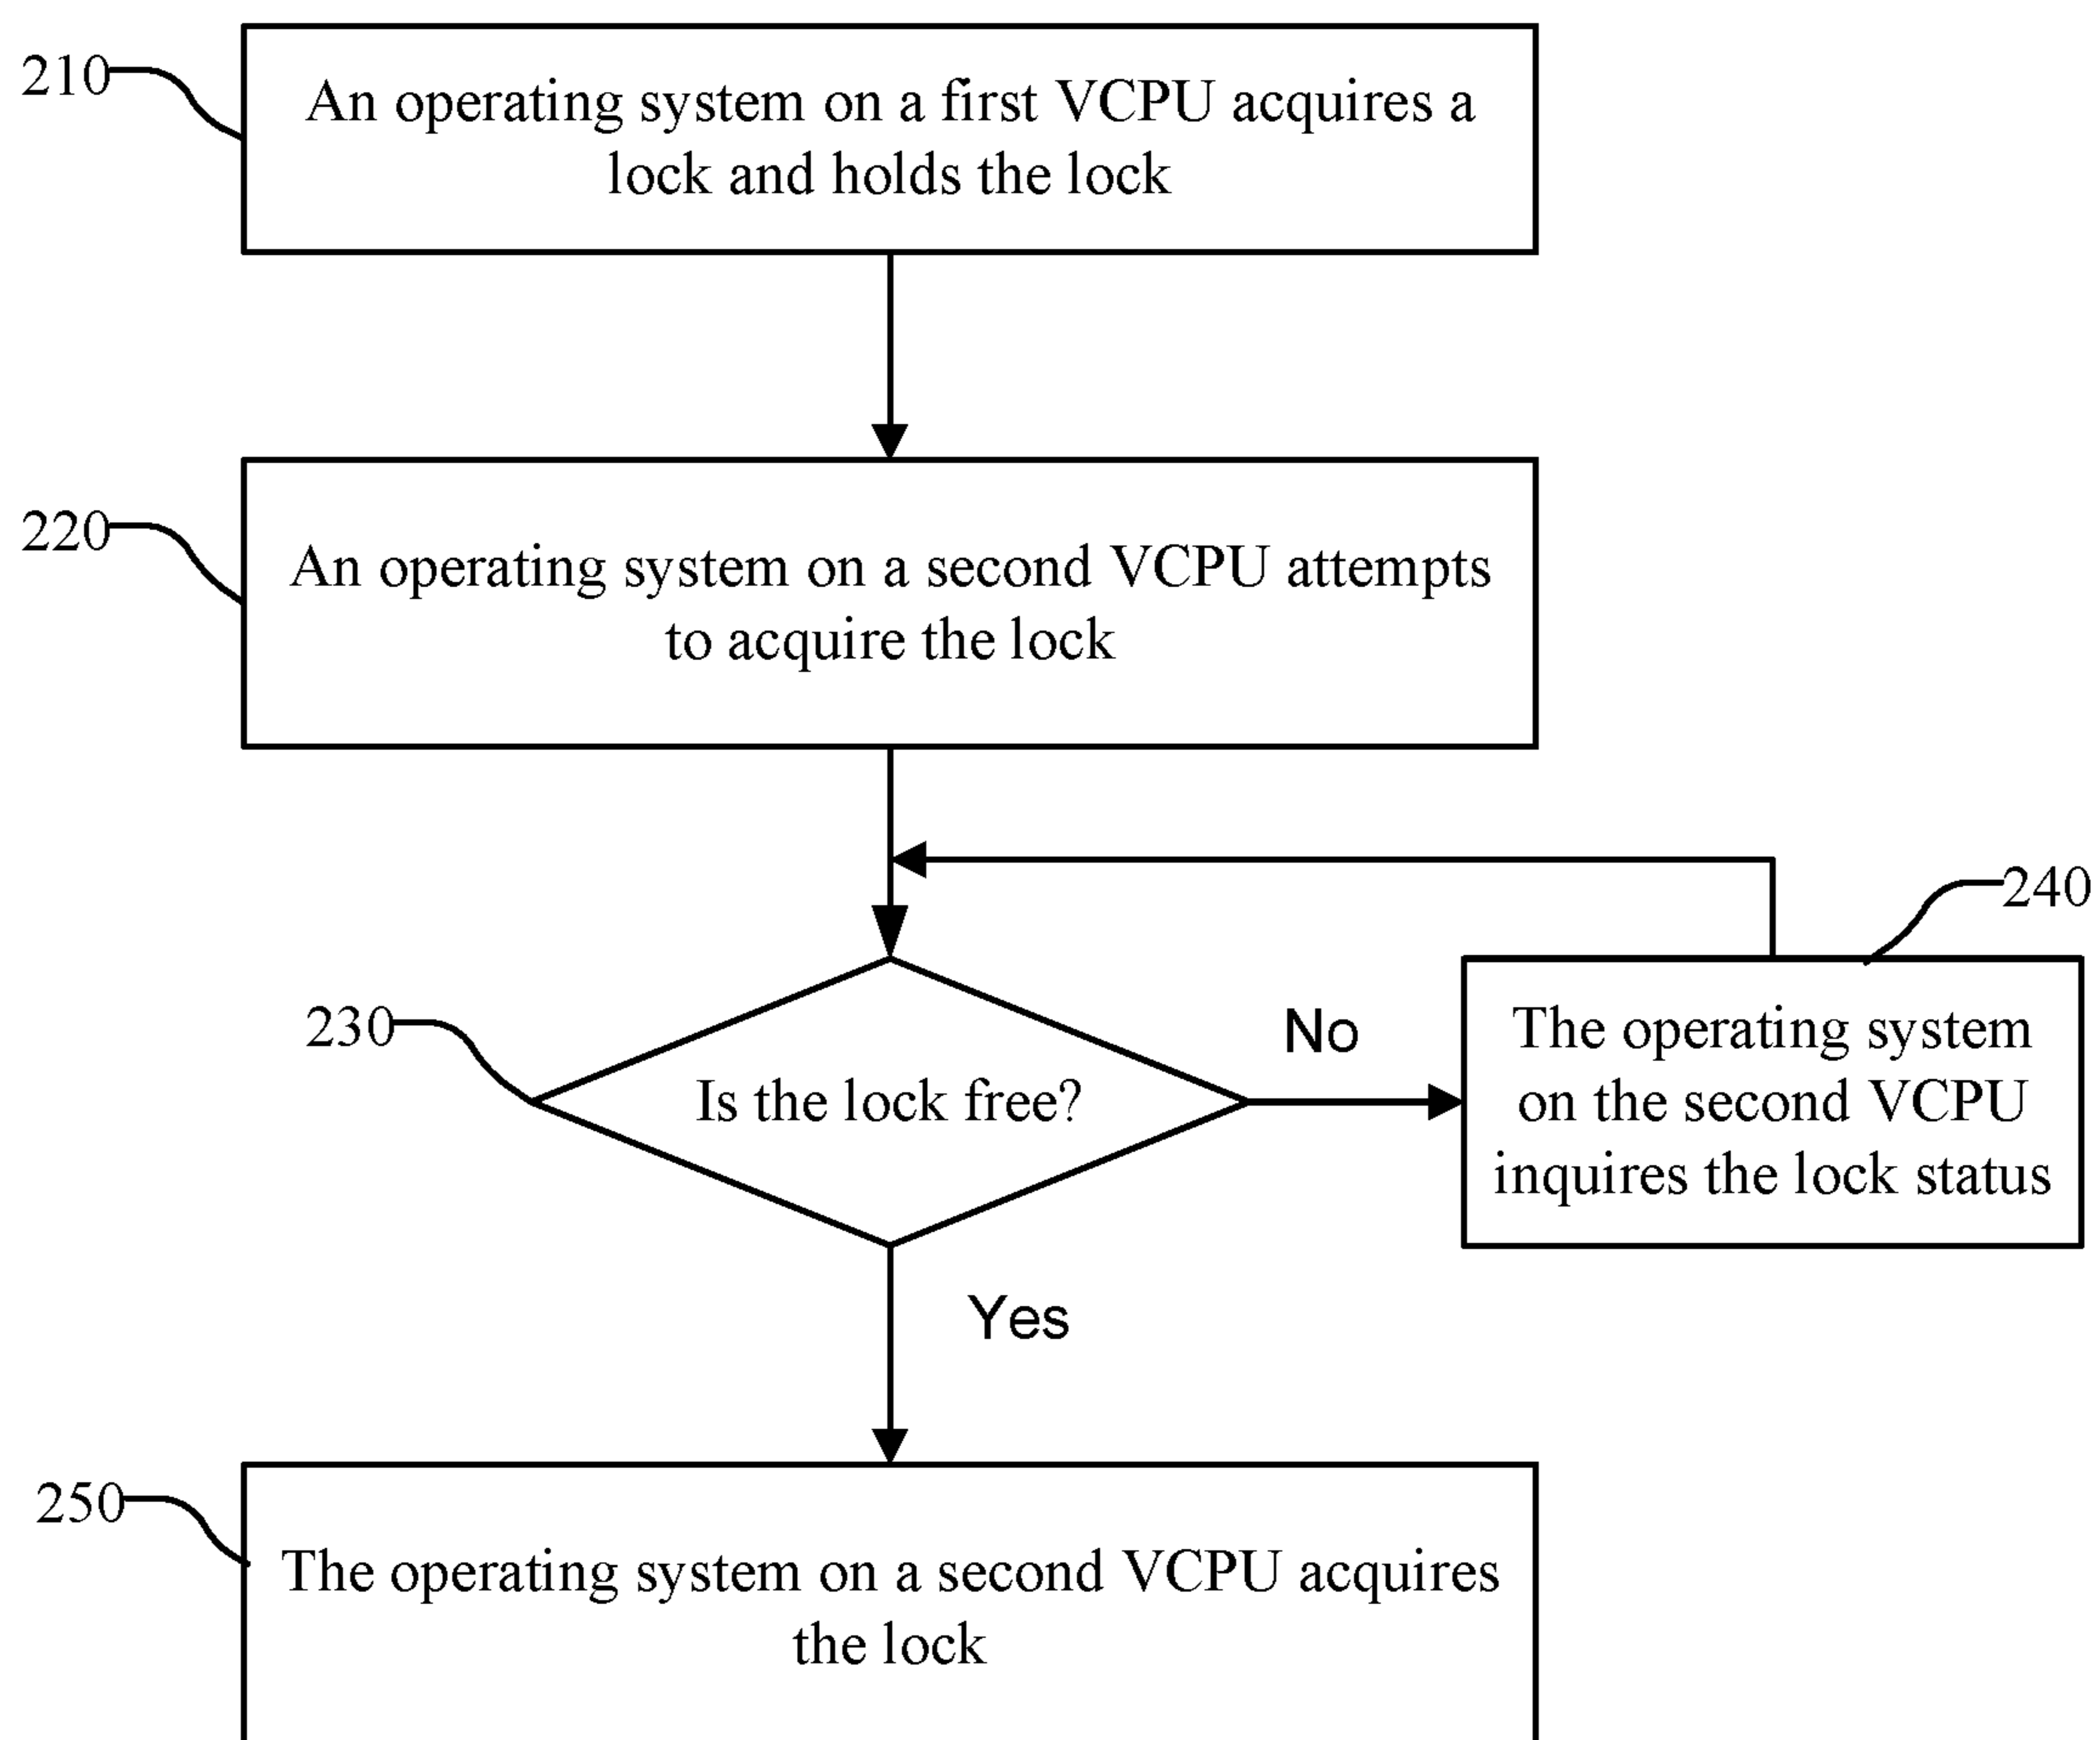 210
An operating system on a first VCPU acquires a
lock and holds the lock
220
An operating system on a second VCPU attempts
to acquire the lock
240
230
Is the lock free?
No
The operating system
on the second VCPU
inquires the lock status
Yes
250
The operating system on a second VCPU acquires
the lock